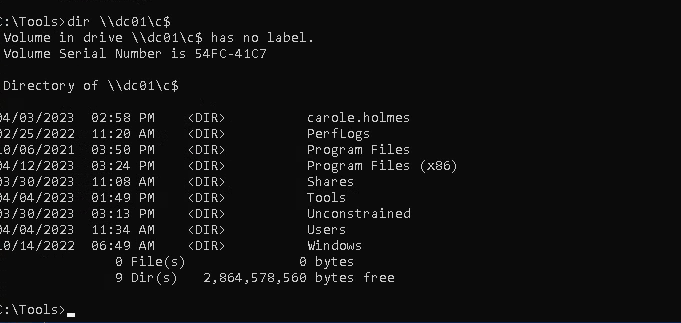 C:\Tools>dir \\dc01\c$
Volume in drive \\dc01\c$ has no label.
Volume Serial Number is 54FC-41C7
Directory of \\dc01\c$
04/03/2023 02:58 PM <DIR> carole.holmes
02/25/2022 11:20 AM <DIR> PerfLogs
10/06/2021 03:50 PM <DIR> Program Files
04/12/2023 03:24 PM <DIR> Program Files (x86)
03/30/2023 11:08 AM <DIR> Shares
04/04/2023 01:49 PM <DIR> Tools
03/30/2023 03:13 PM <DIR> Unconstrained
04/04/2023 11:34 AM <DIR> Users
10/14/2022 06:49 AM <DIR> Windows
0 File(s) 0 bytes
9 Dir(s) 2,864,578,560 bytes free
C:\Tools>